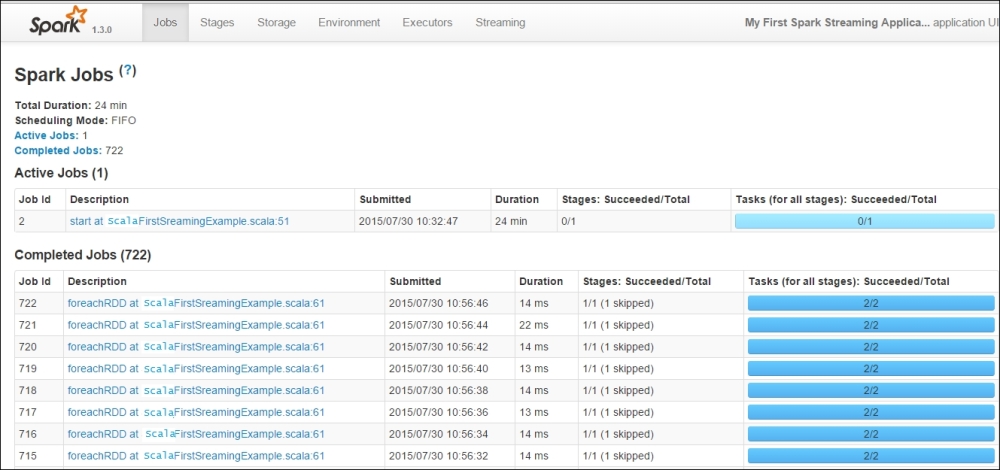 Spark 1.3.0 Jobs Stages Storage Environment Executors Streaming My First Spark Streaming Applica... application UI
Spark Jobs (?)
Total Duration: 24 min
Scheduling Mode: FIFO
Active Jobs: 1
Completed Jobs: 722
Active Jobs (1)
Job Id Description Submitted Duration Stages: Succeeded/Total Tasks (for all stages): Succeeded/Total
2 start at ScalaFirstSreamingExample.scala:51 2015/07/30 10:32:47 24 min 0/1 0/1
Completed Jobs (722)
Job Id Description Submitted Duration Stages: Succeeded/Total Tasks (for all stages): Succeeded/Total
722 foreachRDD at ScalaFirstSreamingExample.scala:61 2015/07/30 10:56:46 14 ms 1/1 (1 skipped) 2/2
721 foreachRDD at ScalaFirstSreamingExample.scala:61 2015/07/30 10:56:44 22 ms 1/1 (1 skipped) 2/2
720 foreachRDD at ScalaFirstSreamingExample.scala:61 2015/07/30 10:56:42 14 ms 1/1 (1 skipped) 2/2
719 foreachRDD at ScalaFirstSreamingExample.scala:61 2015/07/30 10:56:40 13 ms 1/1 (1 skipped) 2/2
718 foreachRDD at ScalaFirstSreamingExample.scala:61 2015/07/30 10:56:38 14 ms 1/1 (1 skipped) 2/2
717 foreachRDD at ScalaFirstSreamingExample.scala:61 2015/07/30 10:56:36 13 ms 1/1 (1 skipped) 2/2
716 foreachRDD at ScalaFirstSreamingExample.scala:61 2015/07/30 10:56:34 14 ms 1/1 (1 skipped) 2/2
715 foreachRDD at ScalaFirstSreamingExample.scala:61 2015/07/30 10:56:32 14 ms 1/1 (1 skipped) 2/2